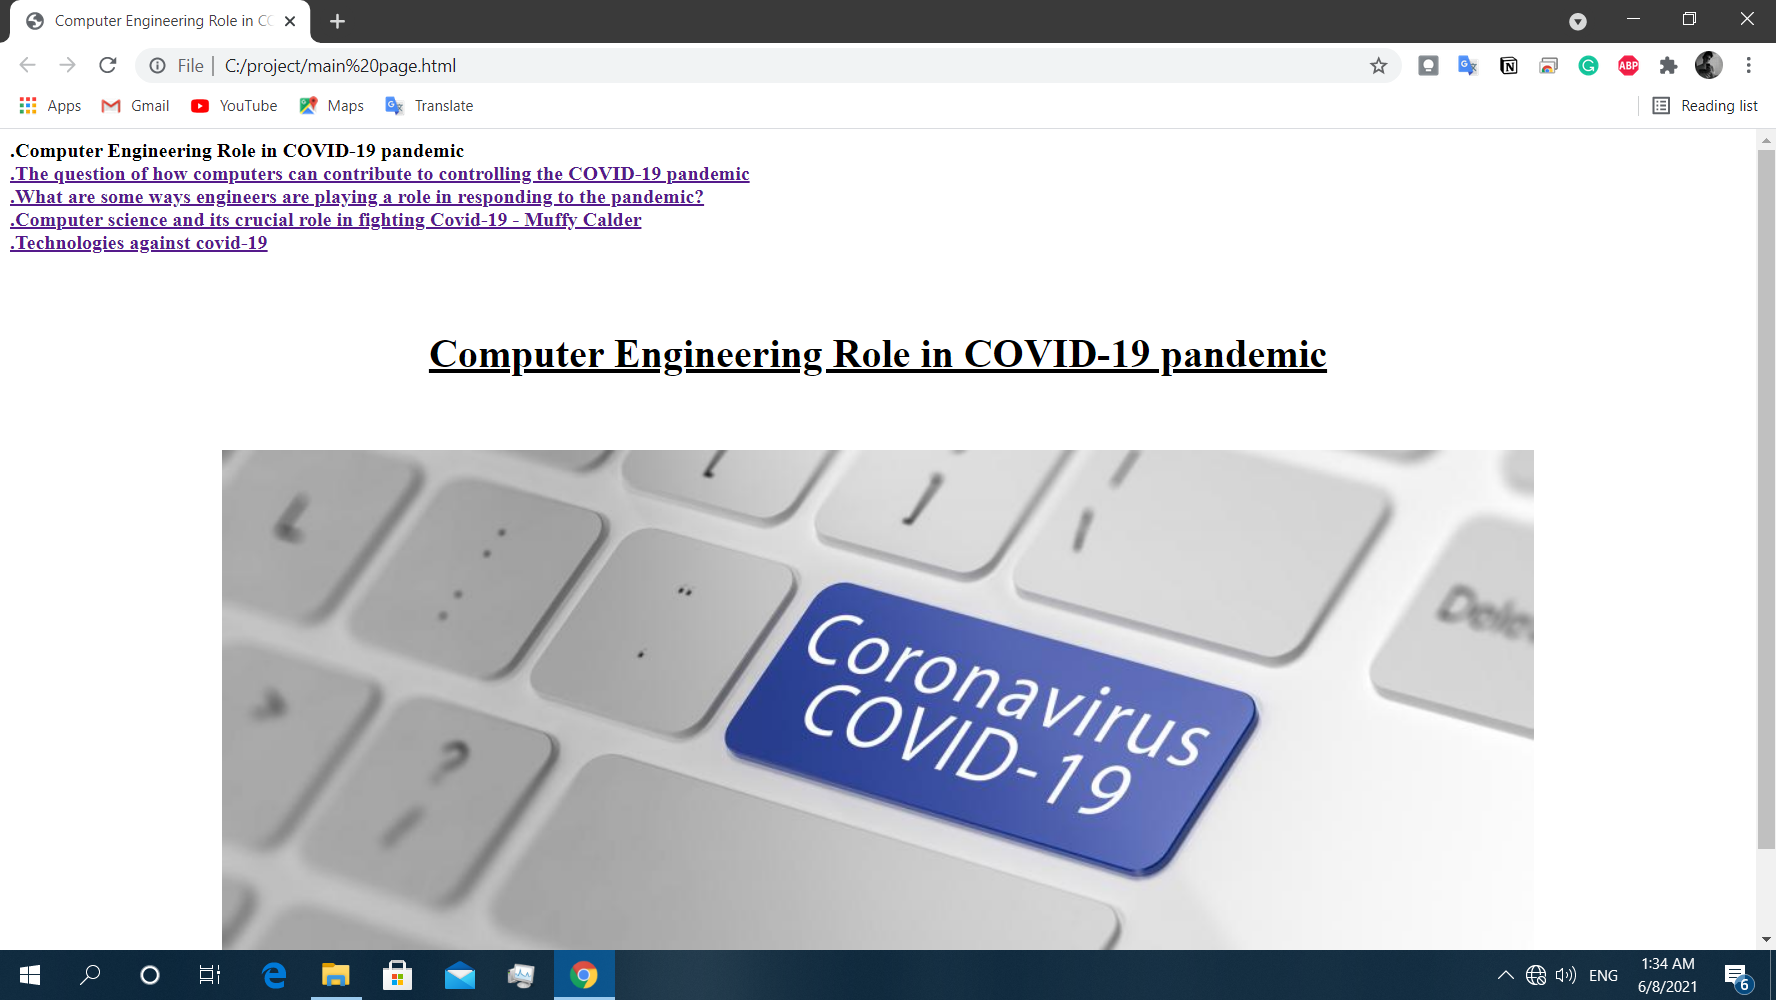 Computer Engineering Role in CO
File | C:/project/main%20page.html
ABP
Apps Gmail YouTube Maps Translate Reading list
.Computer Engineering Role in COVID-19 pandemic
.The question of how computers can contribute to controlling the COVID-19 pandemic
.What are some ways engineers are playing a role in responding to the pandemic?
.Computer science and its crucial role in fighting Covid-19 - Muffy Calder
.Technologies against covid-19
Computer Engineering Role in COVID-19 pandemic
Coronavirus
COVID-19
ENG
1:34 AM
6/8/2021
6